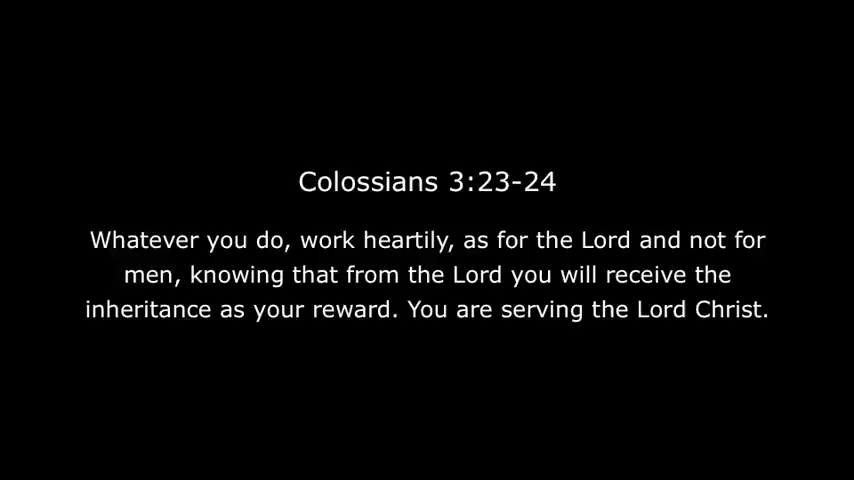 Colossians 3:23-24
Whatever you do, work heartily, as for the Lord and not for
men, knowing that from the Lord you will receive the
inheritance as your reward. You are serving the Lord Christ.